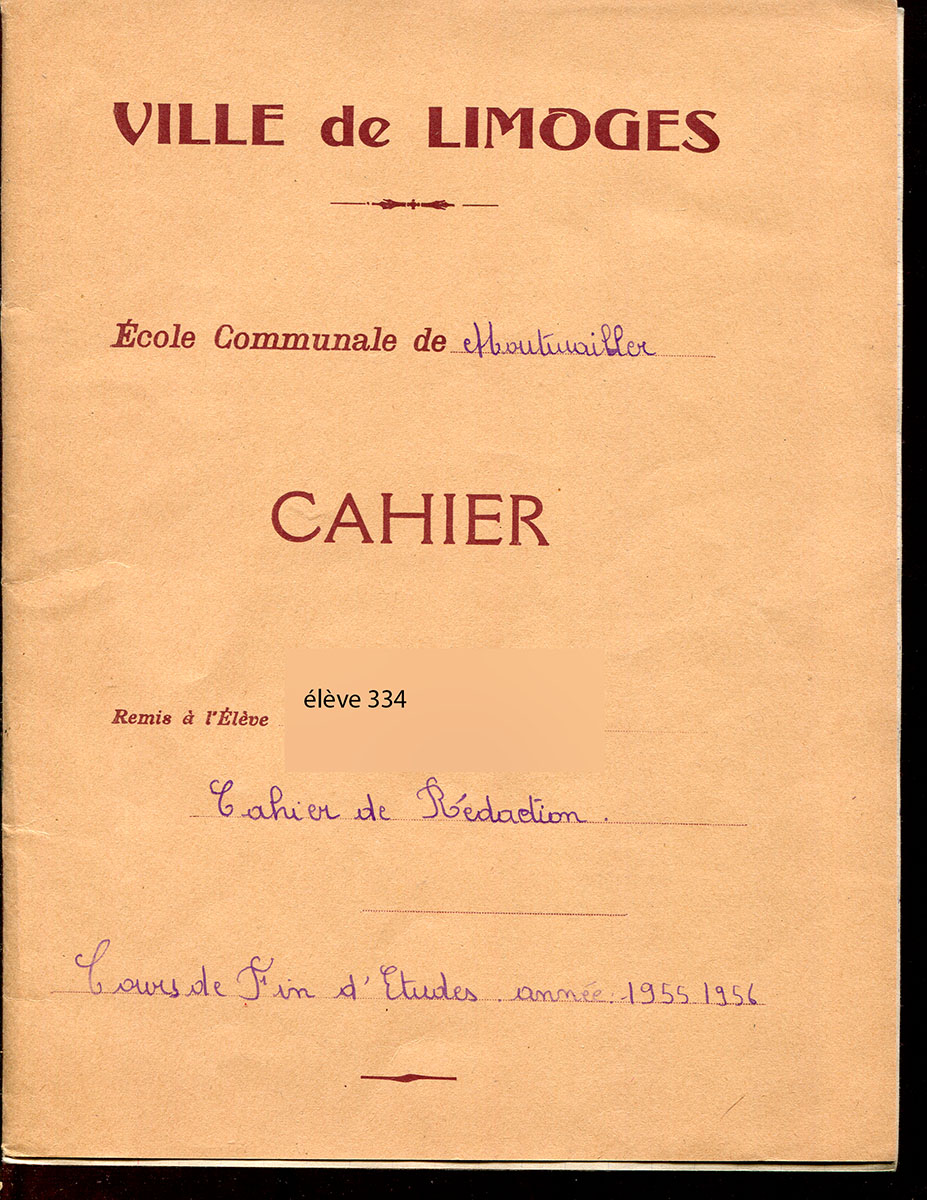 VILLE de LIMOGES
École Communale de Montmailler
CAHIER
élève 334
Remis à l'Élève
Cahier de Rédaction.
Cours de Fin d'Etudes. année. 1955 1956